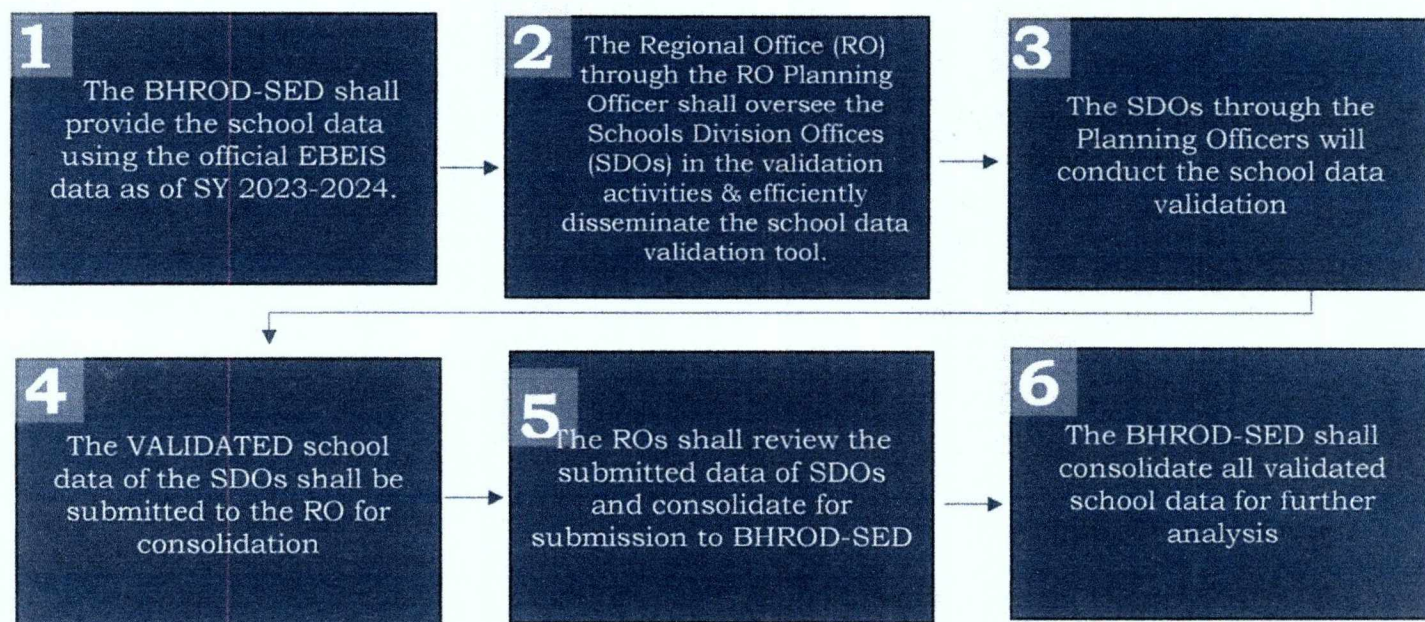 1
The BHROD-SED shall
provide the school data
using the official EBEIS
data as of SY 2023-2024.
2
The Regional Office (RO)
through the RO Planning
Officer shall oversee the
Schools Division Offices
(SDOs) in the validation
activities & efficiently
disseminate the school data
validation tool.
3
The SDOs through the
Planning Officers will
conduct the school data
validation
4
The VALIDATED school
data of the SDOs shall be
submitted to the RO for
consolidation
5
The ROs shall review the
submitted data of SDOs
and consolidate for
submission to BHROD-SED
6
The BHROD-SED shall
consolidate all validated
school data for further
analysis